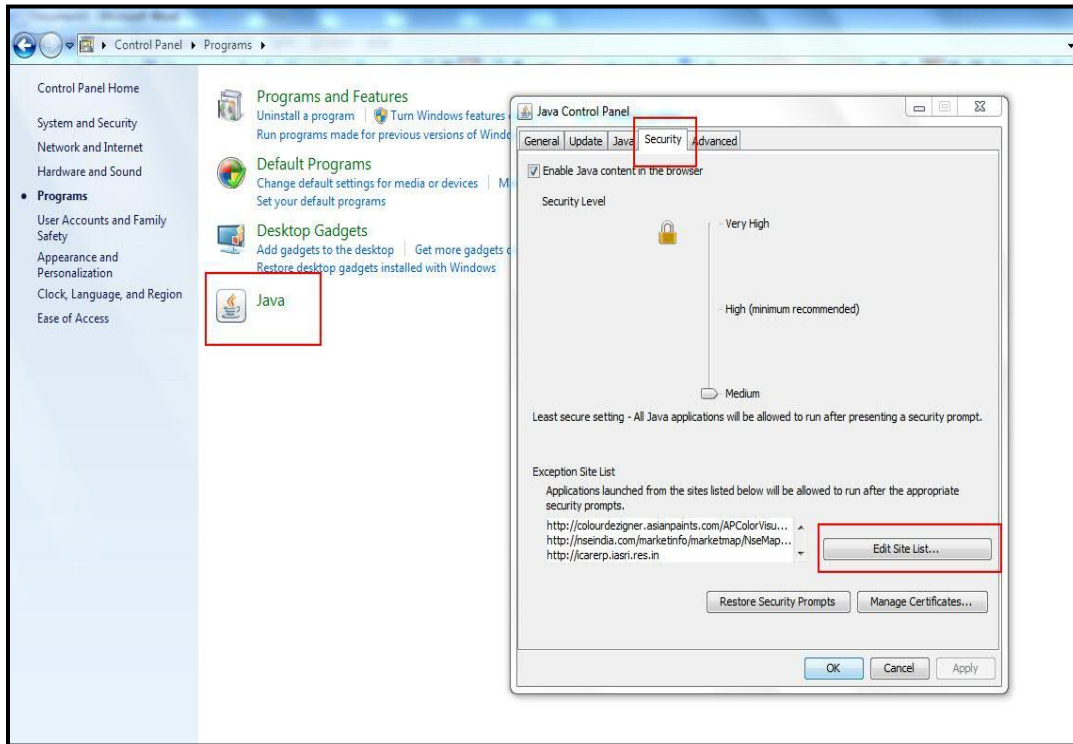 Control Panel ▸ Programs ▸
Control Panel Home
System and Security
Network and Internet
Hardware and Sound
Programs
User Accounts and Family
Safety
Appearance and
Personalization
Clock, Language, and Region
Ease of Access
Programs and Features
Uninstall a program Turn Windows features
Run programs made for previous versions of
Default Programs
Change default settings for media or devices
Set your default programs
Desktop Gadgets
Add gadgets to the desktop Get more gadgets
Restore desktop gadgets installed with Windows
Java
Java Control Panel
General Update Java Security Advanced
Enable Java content in the browser
Security Level
Very High
High (minimum recommended)
Medium
Least secure setting - All Java applications will be allowed to run after presenting a security prompt.
Exception Site List
Applications launched from the sites listed below will be allowed to run after the appropriate
security prompts.
http://colourdezigner.asianpaints.com/APColorVisu...
http://nseindia.com/marketinfo/marketmap/NseMap...
http://icarerp.iasri.res.in
Edit Site List...
Restore Security Prompts Manage Certificates...
OK Cancel Apply